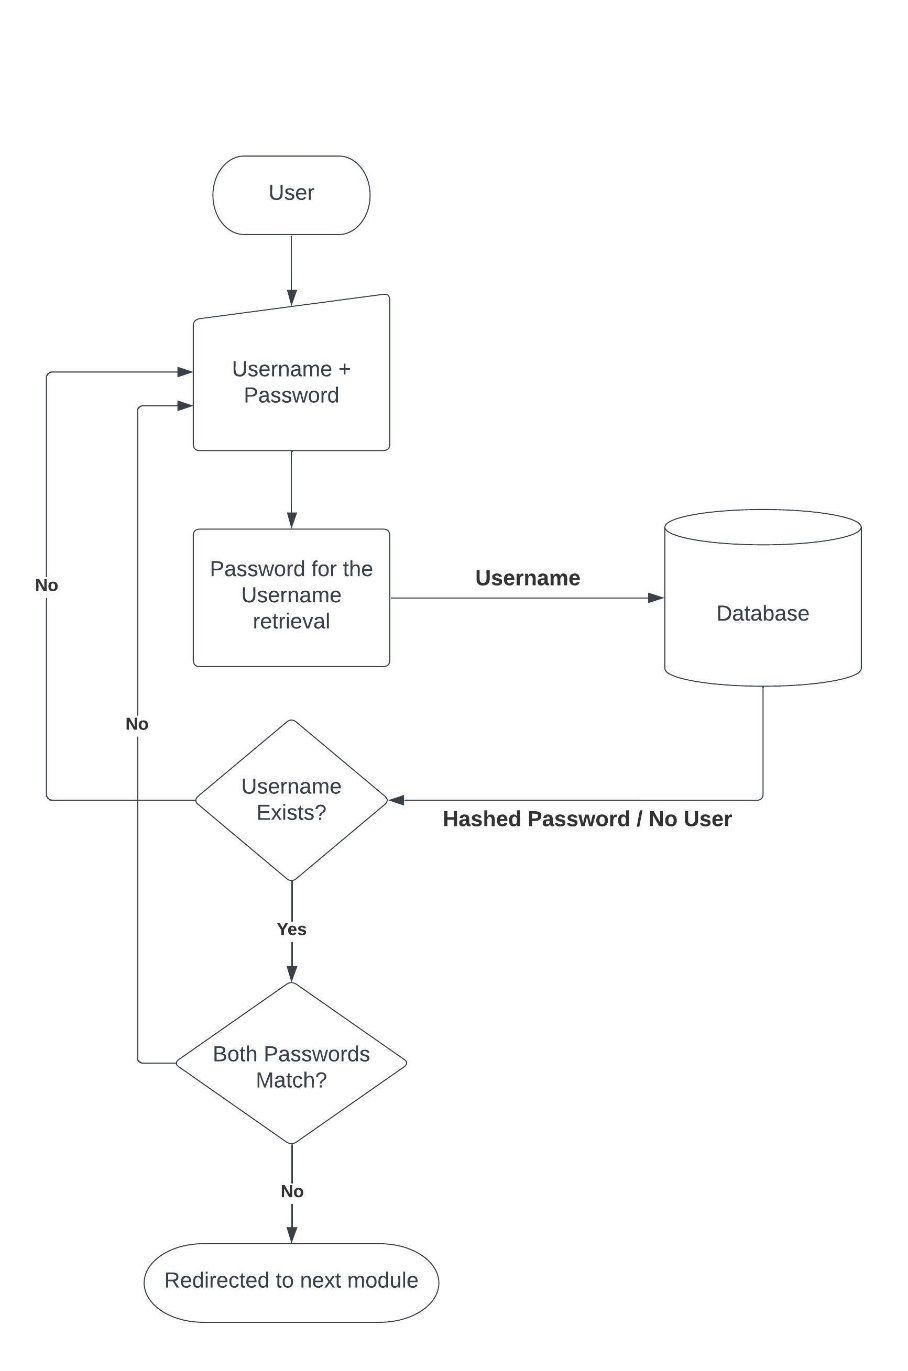 User
Username +
Password
Password for the
Username
retrieval
Username
Database
No
No
Username
Exists?
Hashed Password / No User
Yes
Both Passwords
Match?
No
Redirected to next module